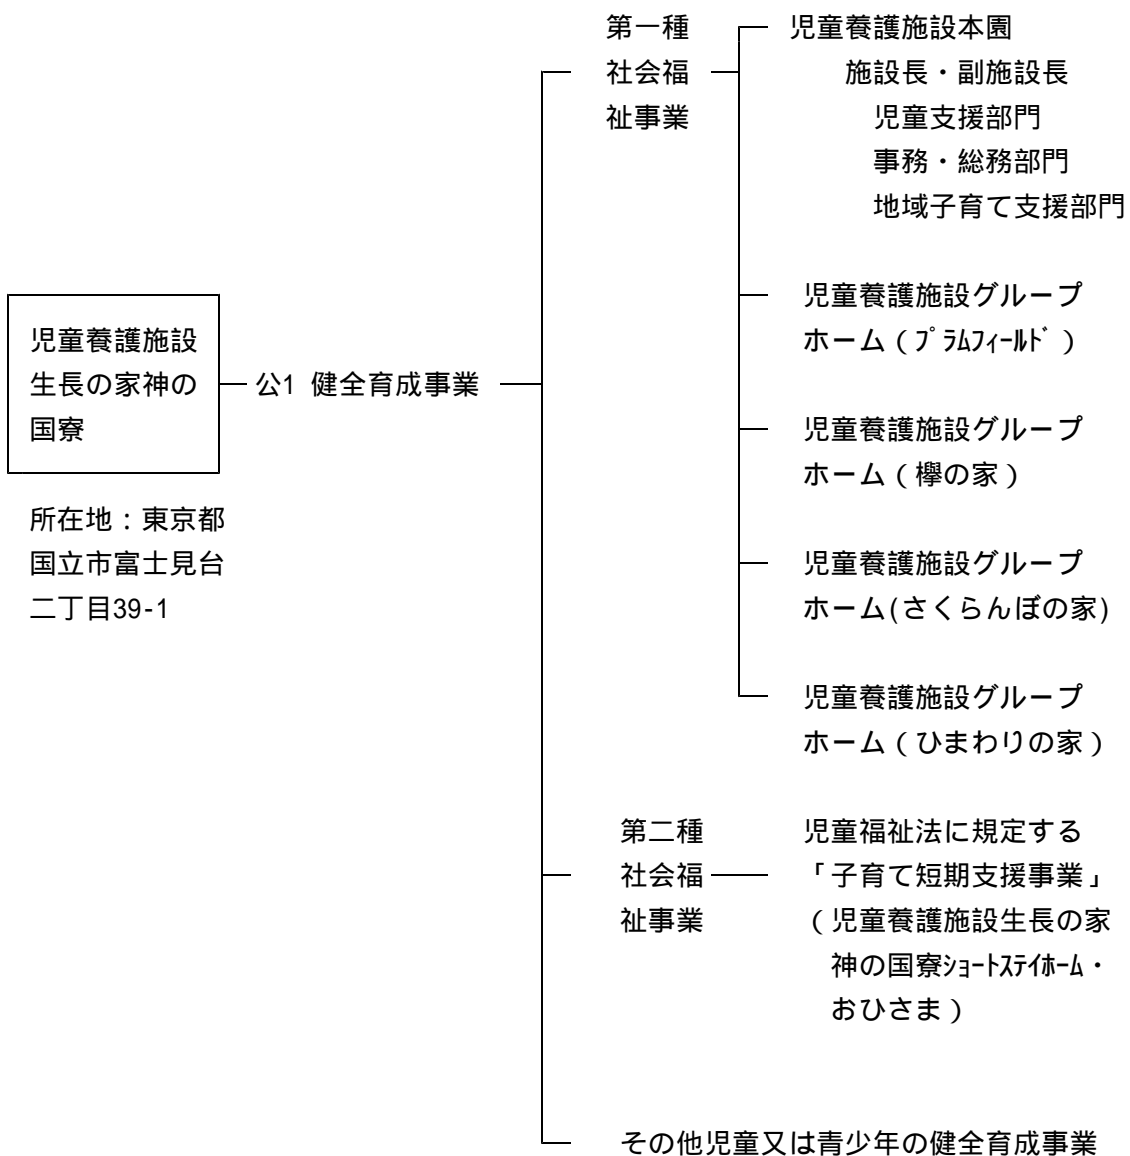 児童養護施設
生長の家神の
国寮
所在地：東京都
国立市富士見台
二丁目39-1
公1 健全育成事業
第一種
社会福
祉事業
児童養護施設本園
施設長・副施設長
児童支援部門
事務・総務部門
地域子育て支援部門
児童養護施設グループ
ホーム（ﾌﾟﾗﾑﾌｨｰﾙﾄﾞ）
児童養護施設グループ
ホーム（欅の家）
児童養護施設グループ
ホーム(さくらんぼの家)
児童養護施設グループ
ホーム（ひまわりの家）
第二種
社会福
祉事業
児童福祉法に規定する
「子育て短期支援事業」
（児童養護施設生長の家
神の国寮ｼｮｰﾄｽﾃｲﾎｰﾑ・
おひさま）
その他児童又は青少年の健全育成事業